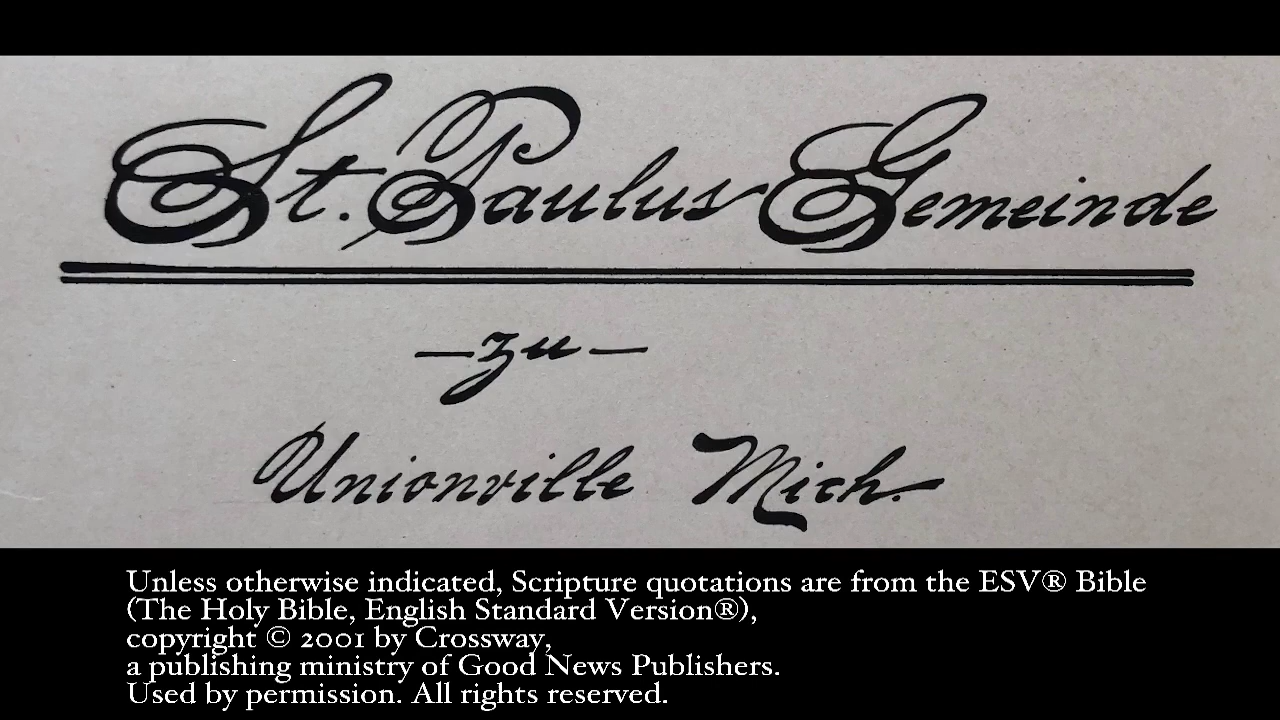 St. Paulus Gemeinde
—zu—
Unionville Mich.
Unless otherwise indicated, Scripture quotations are from the ESV® Bible
(The Holy Bible, English Standard Version®),
copyright © 2001 by Crossway,
a publishing ministry of Good News Publishers.
Used by permission. All rights reserved.